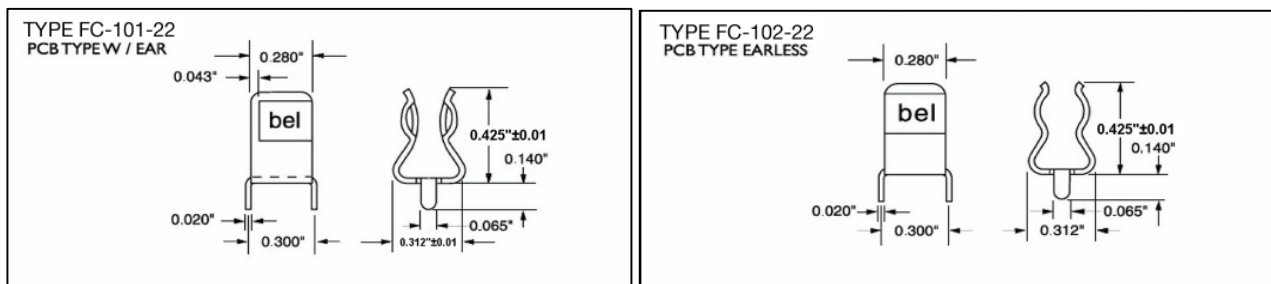 TYPE FC-101-22
PCB TYPE W / EAR
0.280"
0.043"
bel
0.425"±0.01
0.140"
0.020"
0.065"
0.300"
0.312"±0.01
TYPE FC-102-22
PCB TYPE EARLESS
0.280"
bel
0.425"±0.01
0.140"
0.020"
0.065"
0.300"
0.312"